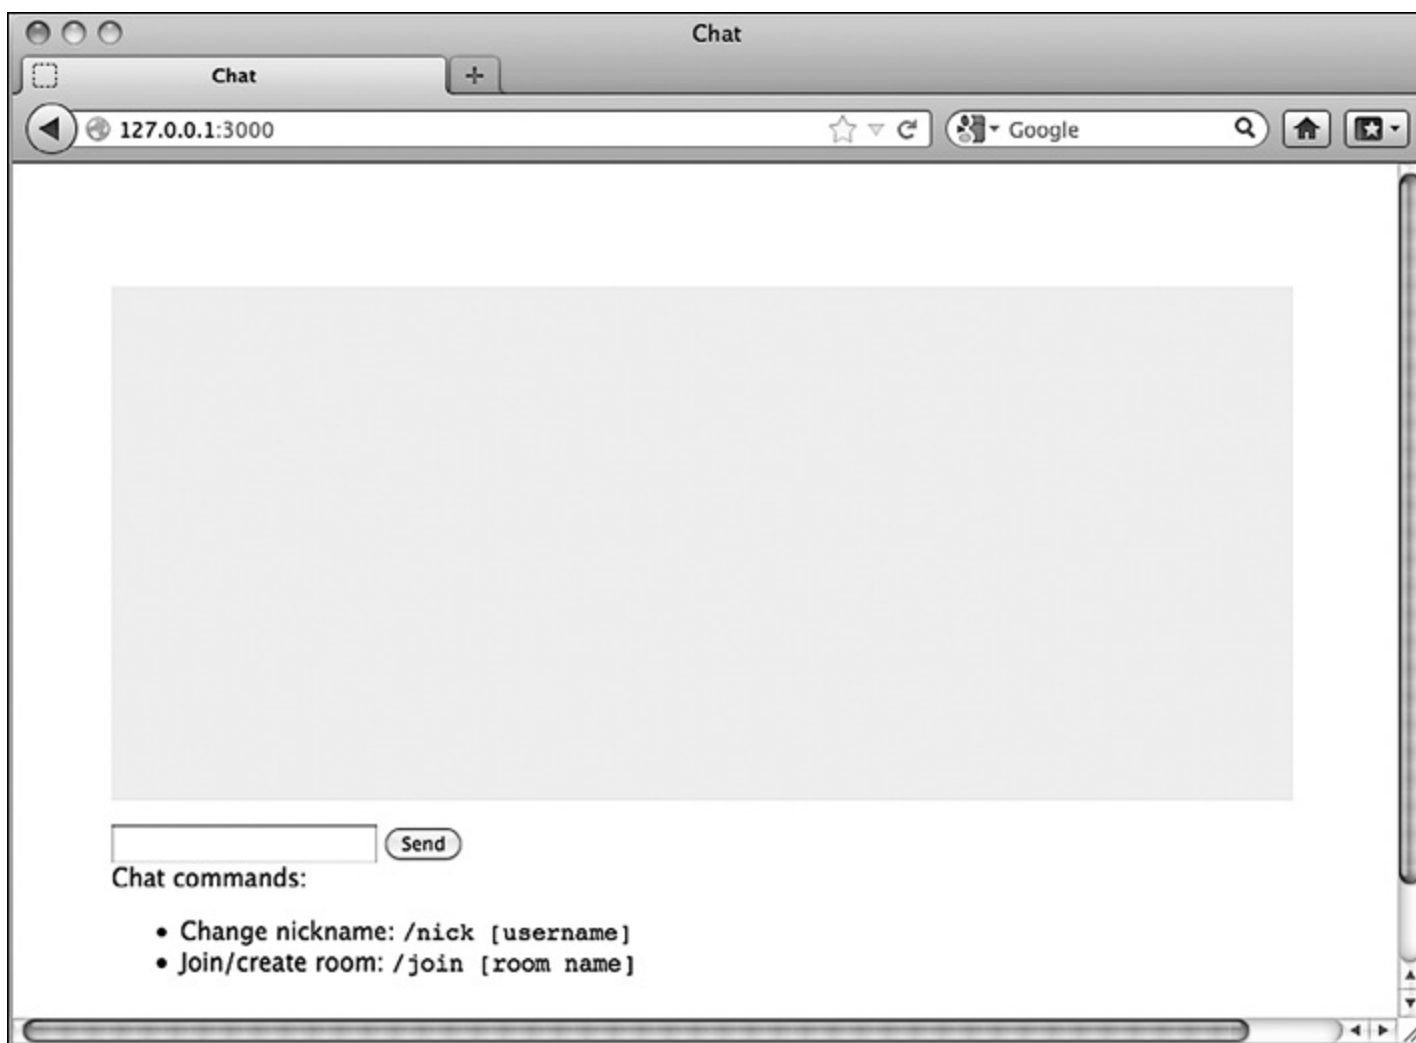 Chat
Chat
127.0.0.1:3000
Google
Send
Chat commands:
• Change nickname: /nick [username]
• Join/create room: /join [room name]